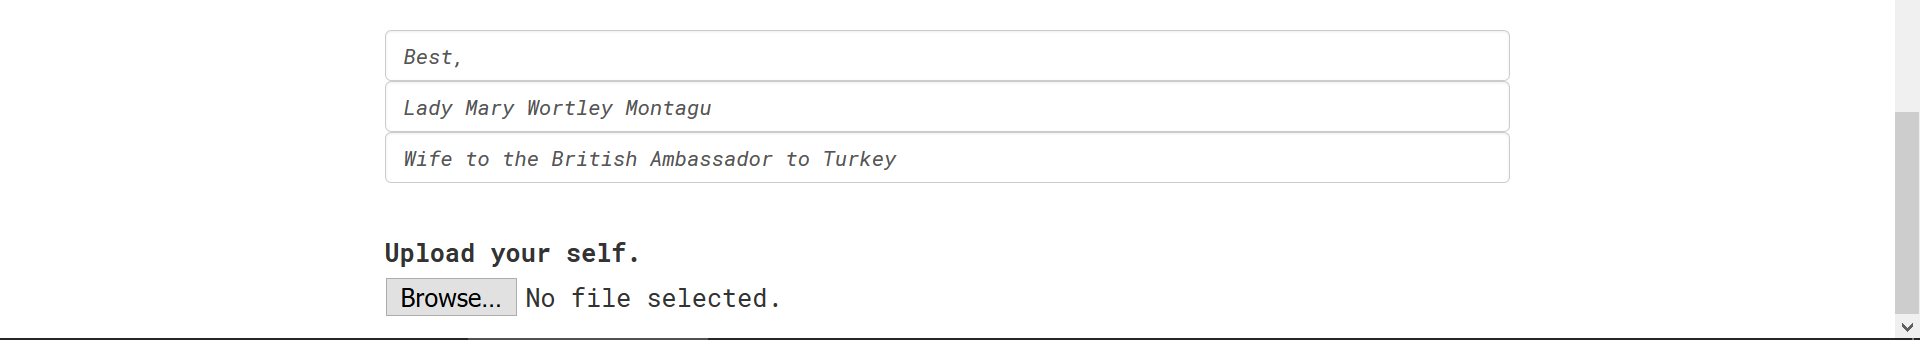 Best,
Lady Mary Wortley Montagu
Wife to the British Ambassador to Turkey
Upload your self.
Browse... No file selected.